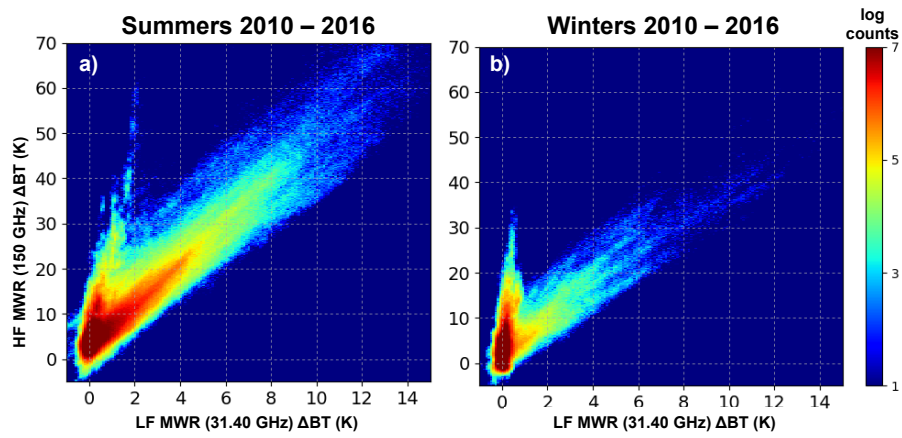 Summers 2010 – 2016
Winters 2010 – 2016
log
counts
a)
b)
70
60
50
40
30
20
10
0
70
60
50
40
30
20
10
0
7
5
3
1
HF MWR (150 GHz) ΔBT (K)
0 2 4 6 8 10 12 14
0 2 4 6 8 10 12 14
LF MWR (31.40 GHz) ΔBT (K)
LF MWR (31.40 GHz) ΔBT (K)